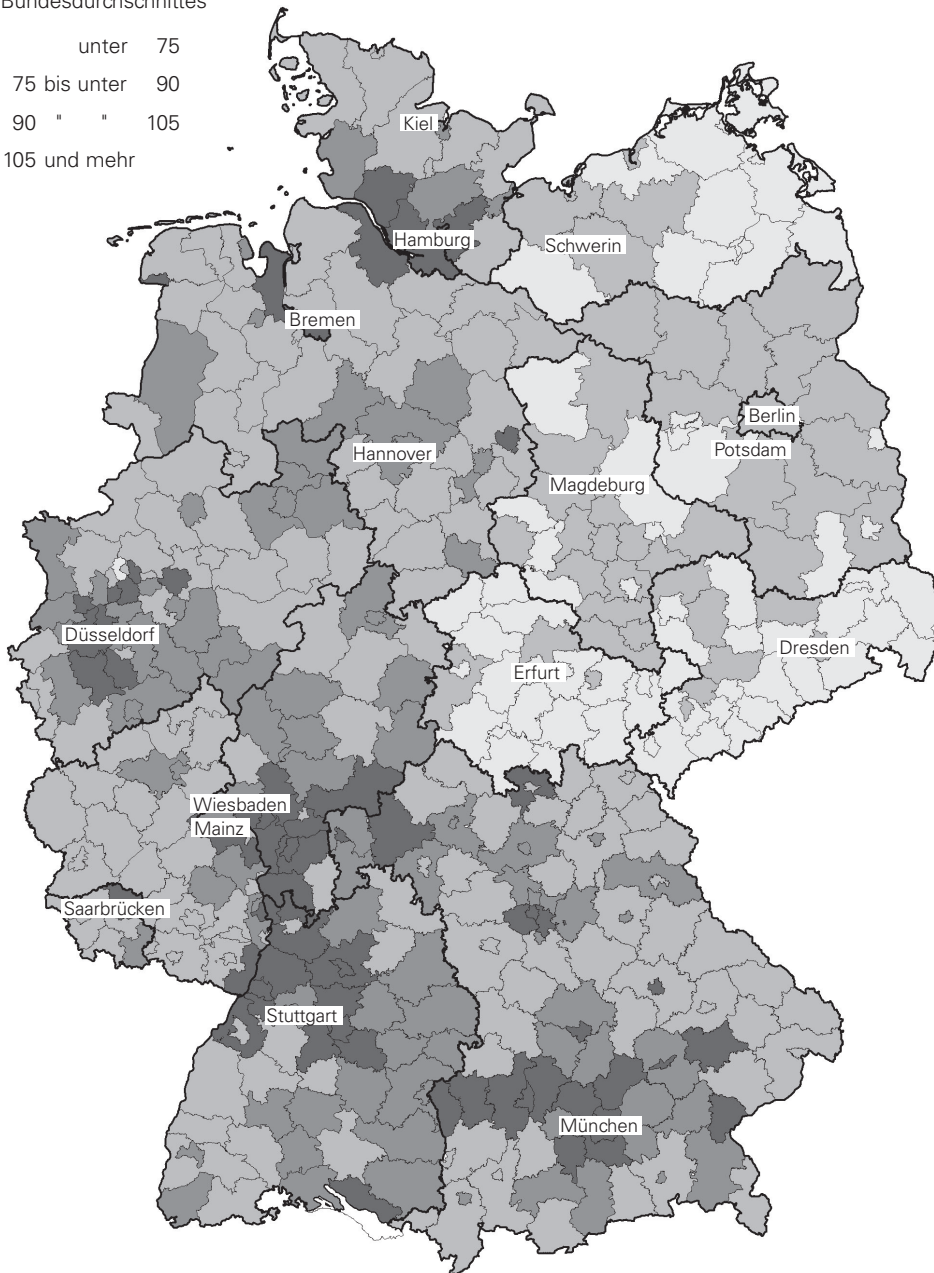 Bundesdurchschnittes
unter 75
75 bis unter 90
90 " " 105
105 und mehr
Kiel
Hamburg
Schwerin
Bremen
Berlin
Hannover
Potsdam
Magdeburg
Düsseldorf
Dresden
Erfurt
Wiesbaden
Mainz
Saarbrücken
Stuttgart
München